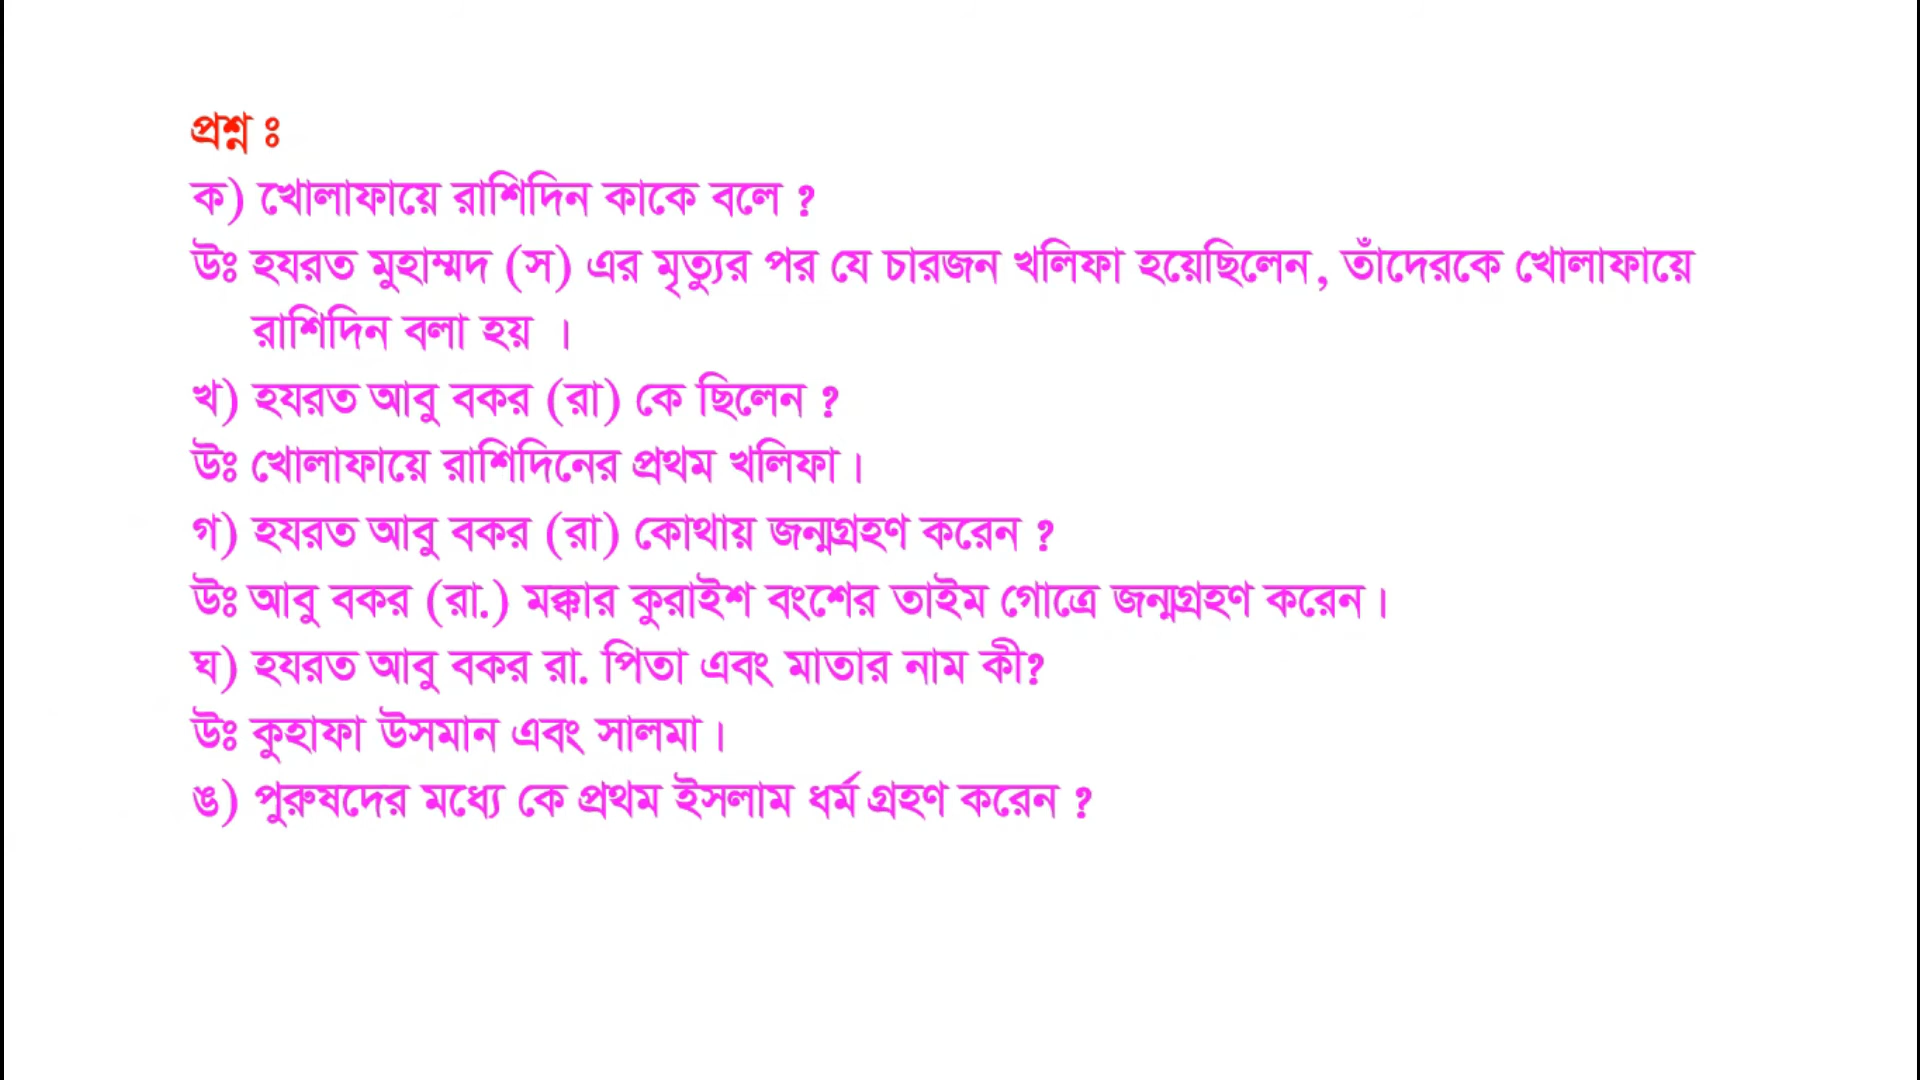 প্রশ্ন ঃ
ক) খোলাফায়ে রাশিদিন কাকে বলে ?
উঃ হযরত মুহাম্মদ (স) এর মৃত্যুর পর যে চারজন খলিফা হয়েছিলেন, তাঁদেরকে খোলাফায়ে
রাশিদিন বলা হয় ।
খ) হযরত আবু বকর (রা) কে ছিলেন ?
উঃ খোলাফায়ে রাশিদিনের প্রথম খলিফা।
গ) হযরত আবু বকর (রা) কোথায় জন্মগ্রহণ করেন ?
উঃ আবু বকর (রা.) মক্কার কুরাইশ বংশের তাইম গোত্রে জন্মগ্রহণ করেন।
ঘ) হযরত আবু বকর রা. পিতা এবং মাতার নাম কী?
উঃ কুহাফা উসমান এবং সালমা।
ঙ) পুরুষদের মধ্যে কে প্রথম ইসলাম ধর্ম গ্রহণ করেন ?